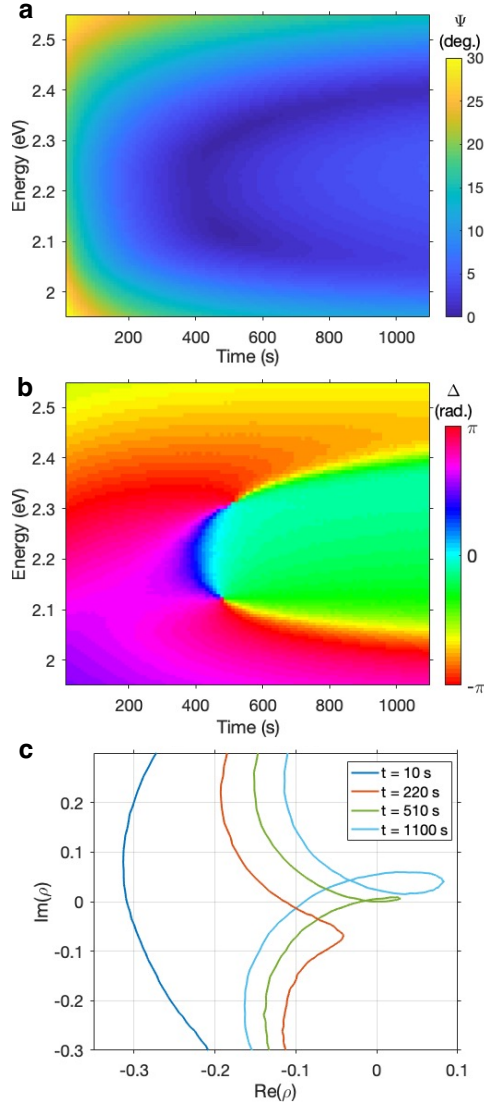 a
Ψ
(deg.)
2.5
2.4
2.3
2.2
2.1
2
Energy (eV)
200 400 600 800 1000
Time (s)
30
25
20
15
10
5
0
b
Δ
(rad.)
2.5
2.4
2.3
2.2
2.1
2
Energy (eV)
200 400 600 800 1000
Time (s)
π
0
-π
c
t = 10 s
t = 220 s
t = 510 s
t = 1100 s
0.2
0.1
0
-0.1
-0.2
-0.3
Im(ρ)
-0.3 -0.2 -0.1 0 0.1
Re(ρ)